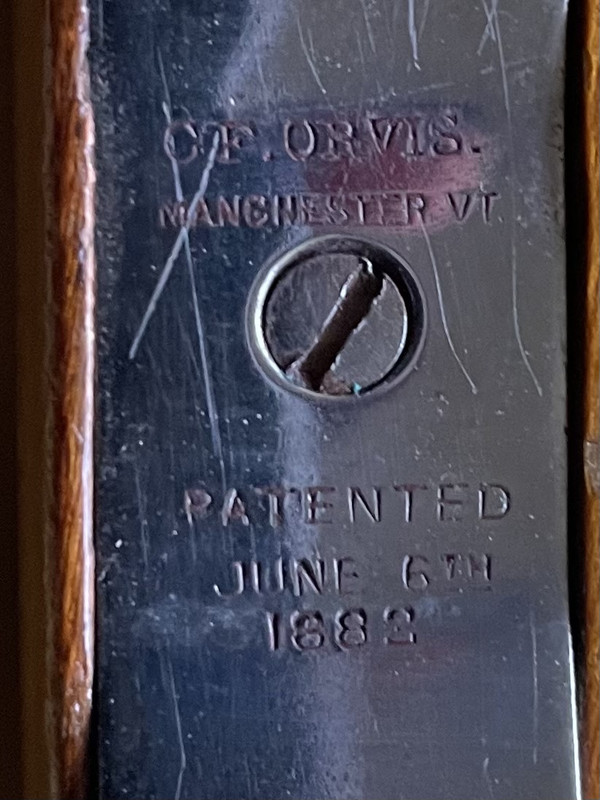 C.F. ORVIS.
MANCHESTER VT.
PATENTED
JUNE 6TH
1882